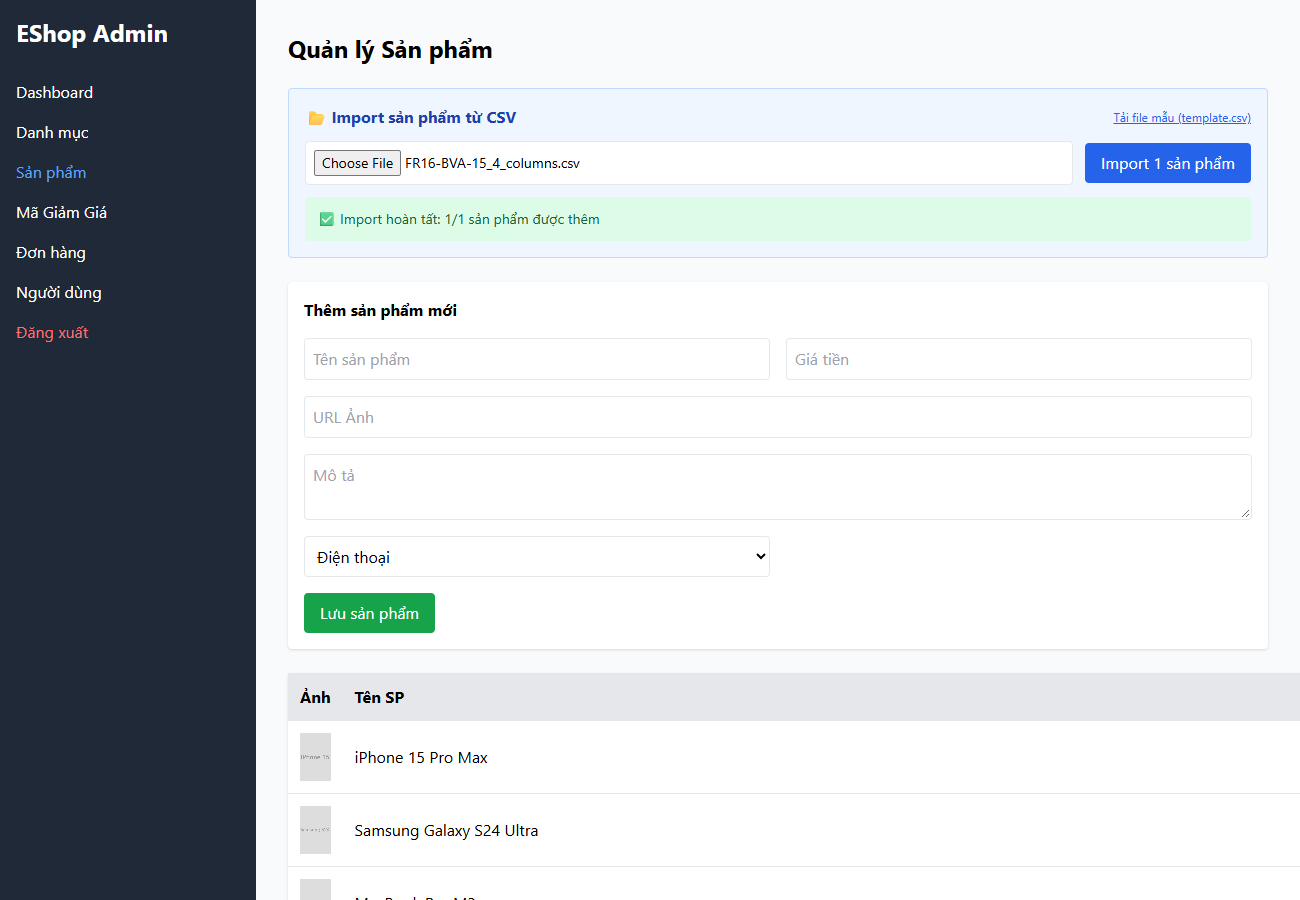 EShop Admin
Dashboard
Danh mục
Sản phẩm
Mã Giảm Giá
Đơn hàng
Người dùng
Đăng xuất
Quản lý Sản phẩm
Import sản phẩm từ CSV
Tải file mẫu (template.csv)
Choose File FR16-BVA-15_4_columns.csv
Import 1 sản phẩm
Import hoàn tất: 1/1 sản phẩm được thêm
Thêm sản phẩm mới
Tên sản phẩm
Giá tiền
URL Ảnh
Mô tả
Điện thoại
Lưu sản phẩm
Ảnh Tên SP
iPhone 15 Pro Max
Samsung Galaxy S24 Ultra